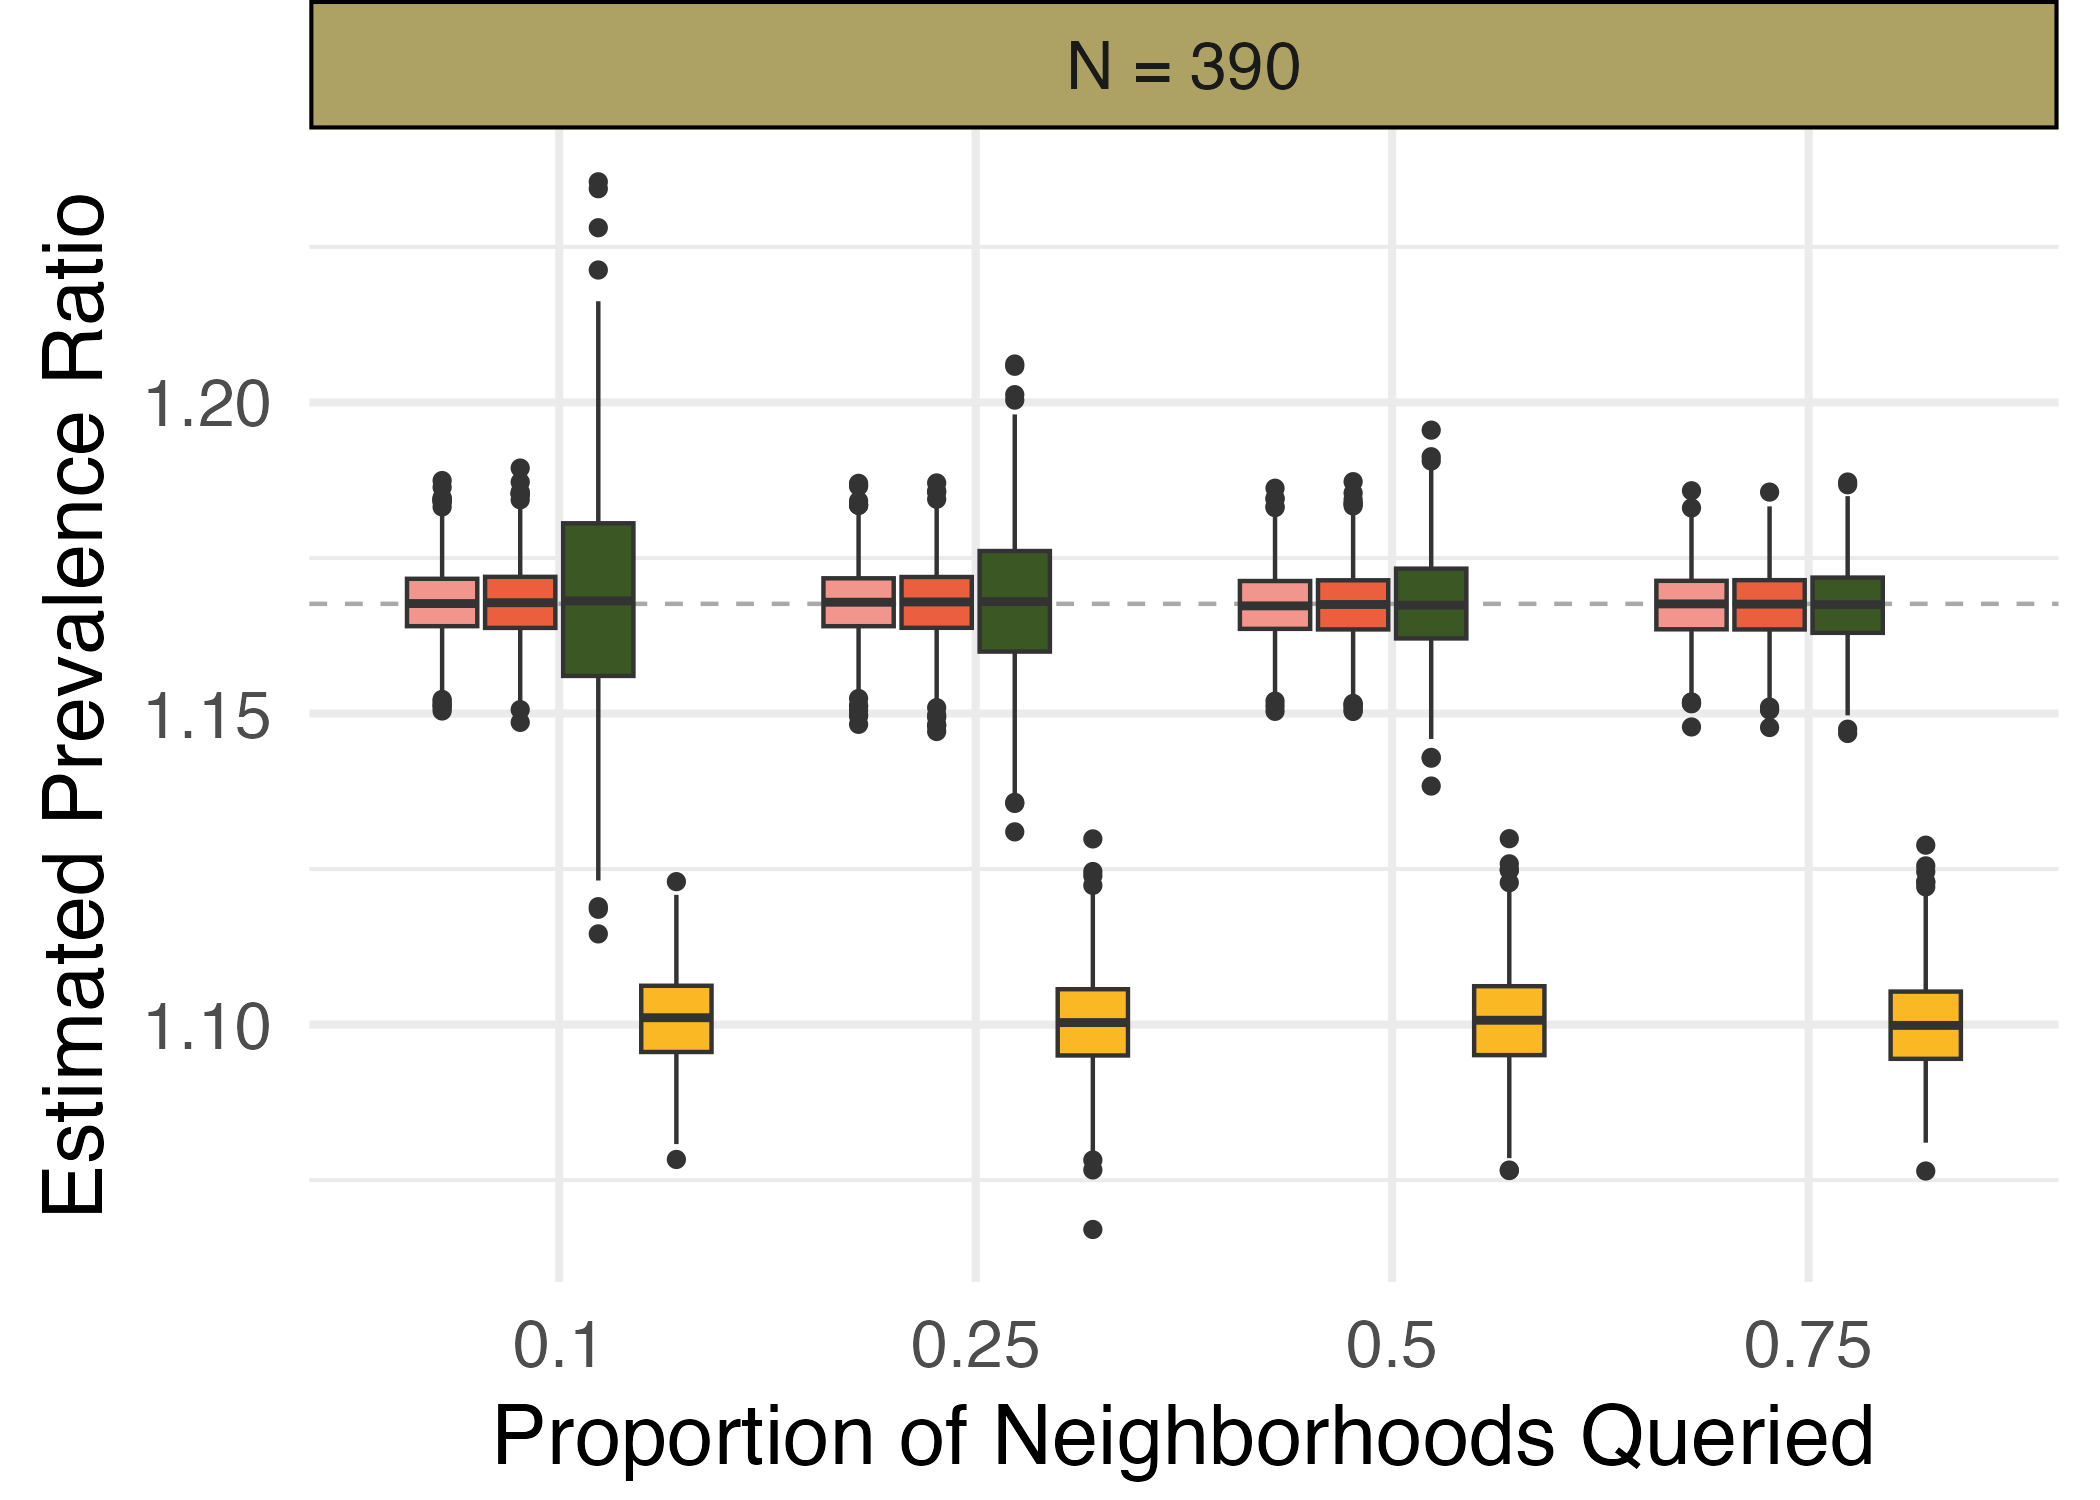 N = 390
Estimated Prevalence Ratio
1.20
1.15
1.10
0.1
0.25
0.5
0.75
Proportion of Neighborhoods Queried